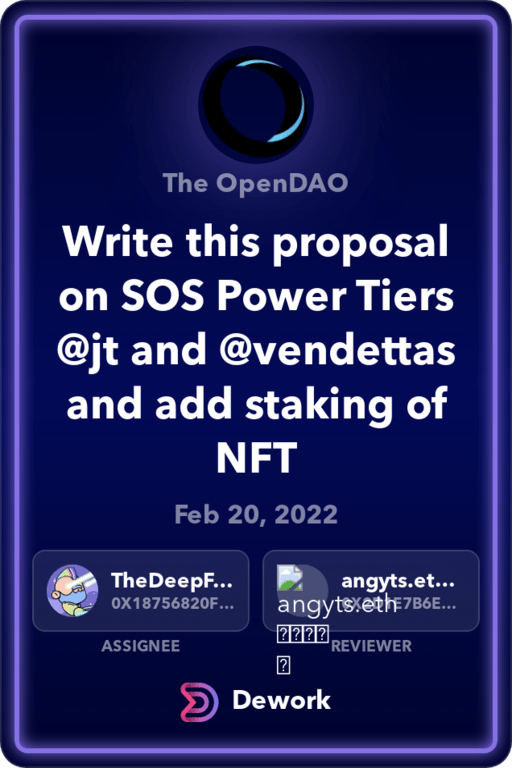 The OpenDAO
Write this proposal
on SOS Power Tiers
@jt and @vendettas
and add staking of
NFT
Feb 20, 2022
TheDeepF...
0X18756820F...
ASSIGNEE
angyts.et...
angyts.eth
REVIEWER
Dework